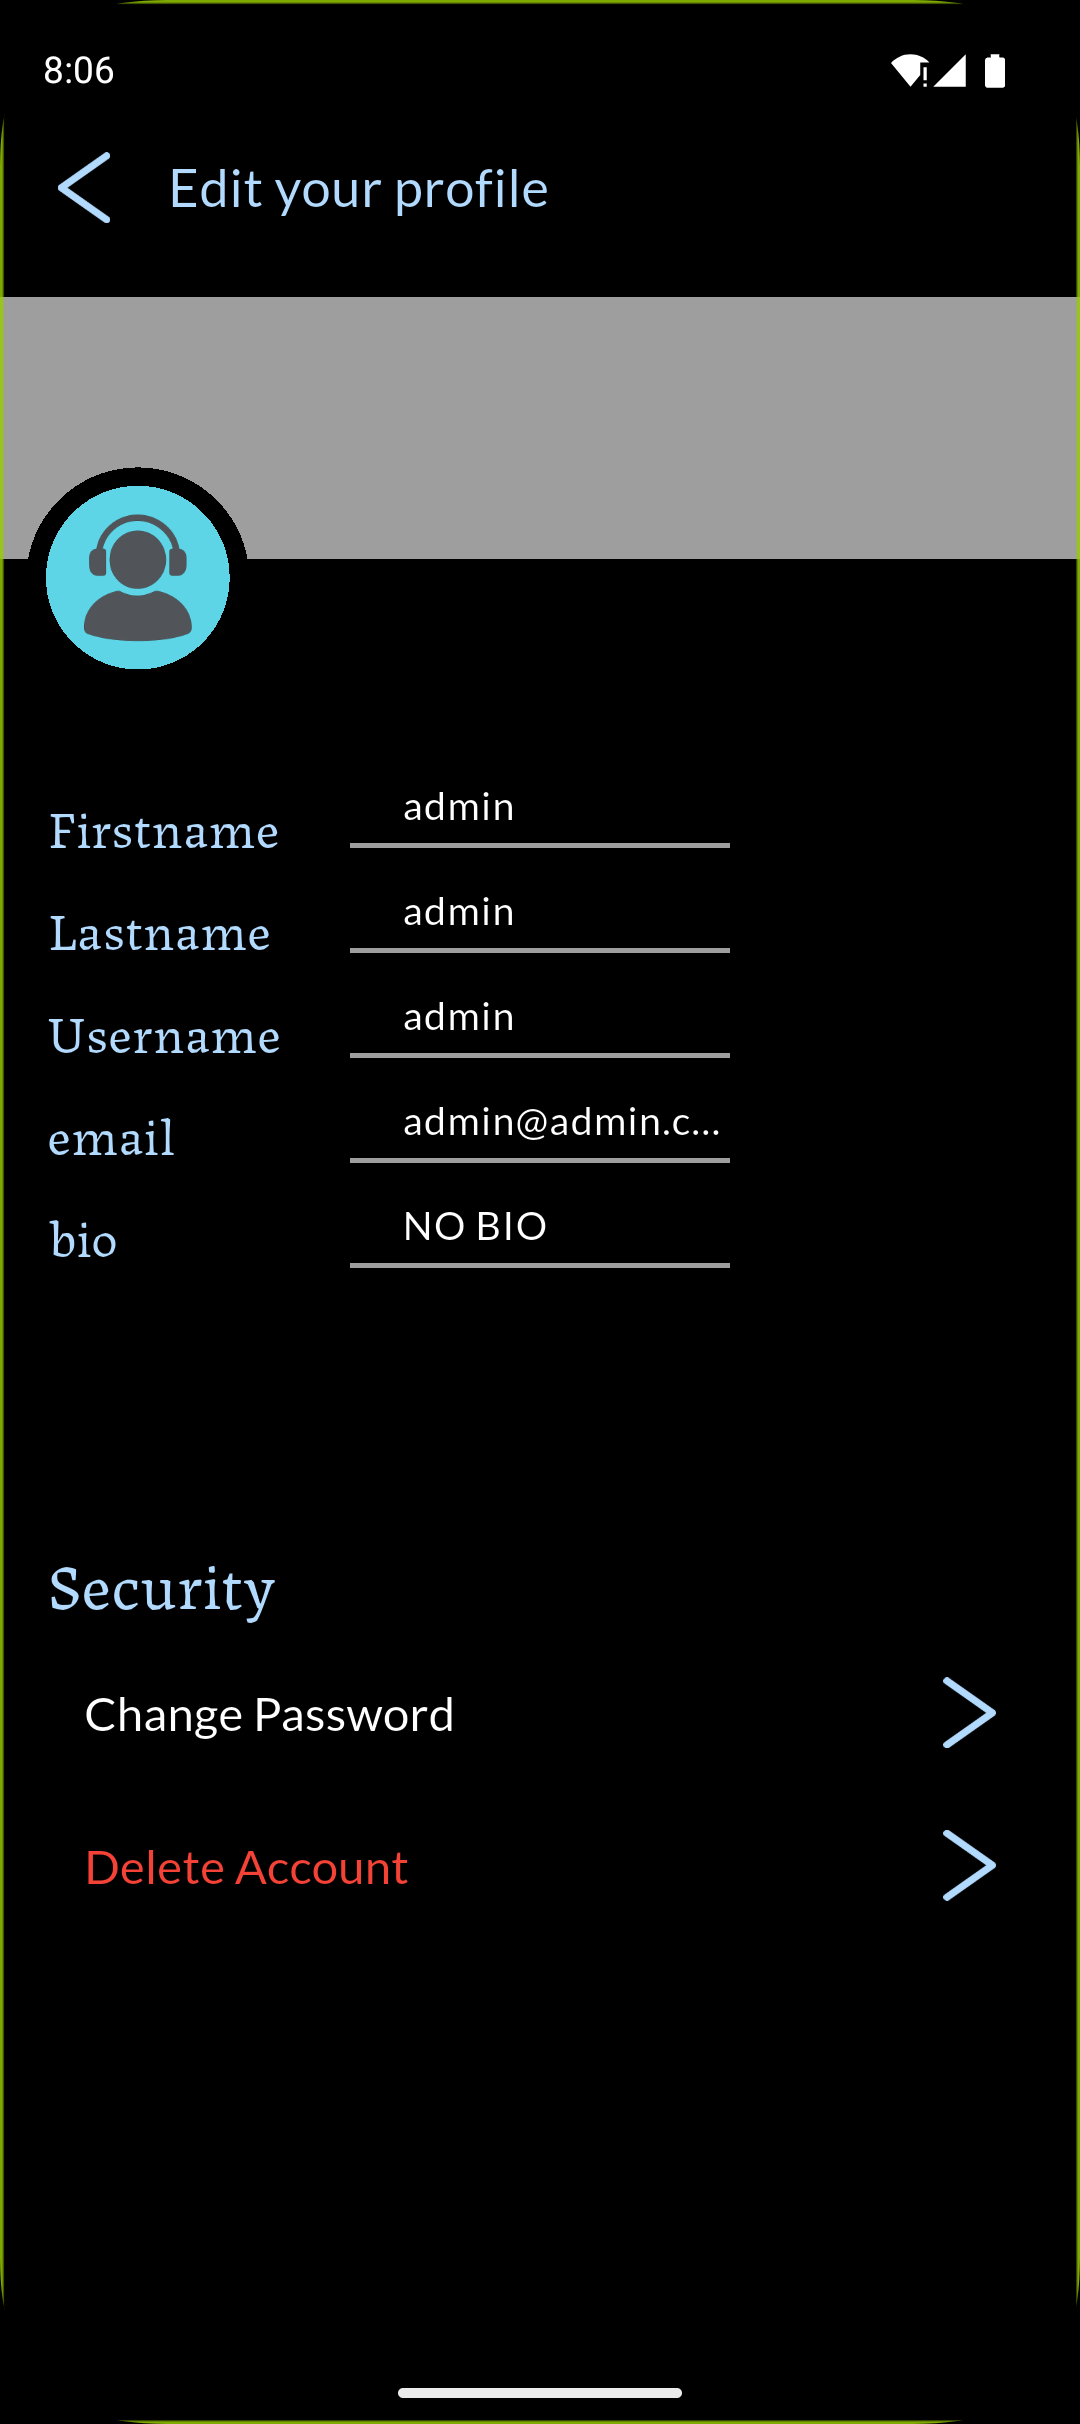 8:06
Edit your profile
Firstname admin
Lastname admin
Username admin
email admin@admin.c...
bio NO BIO
Security
Change Password
Delete Account